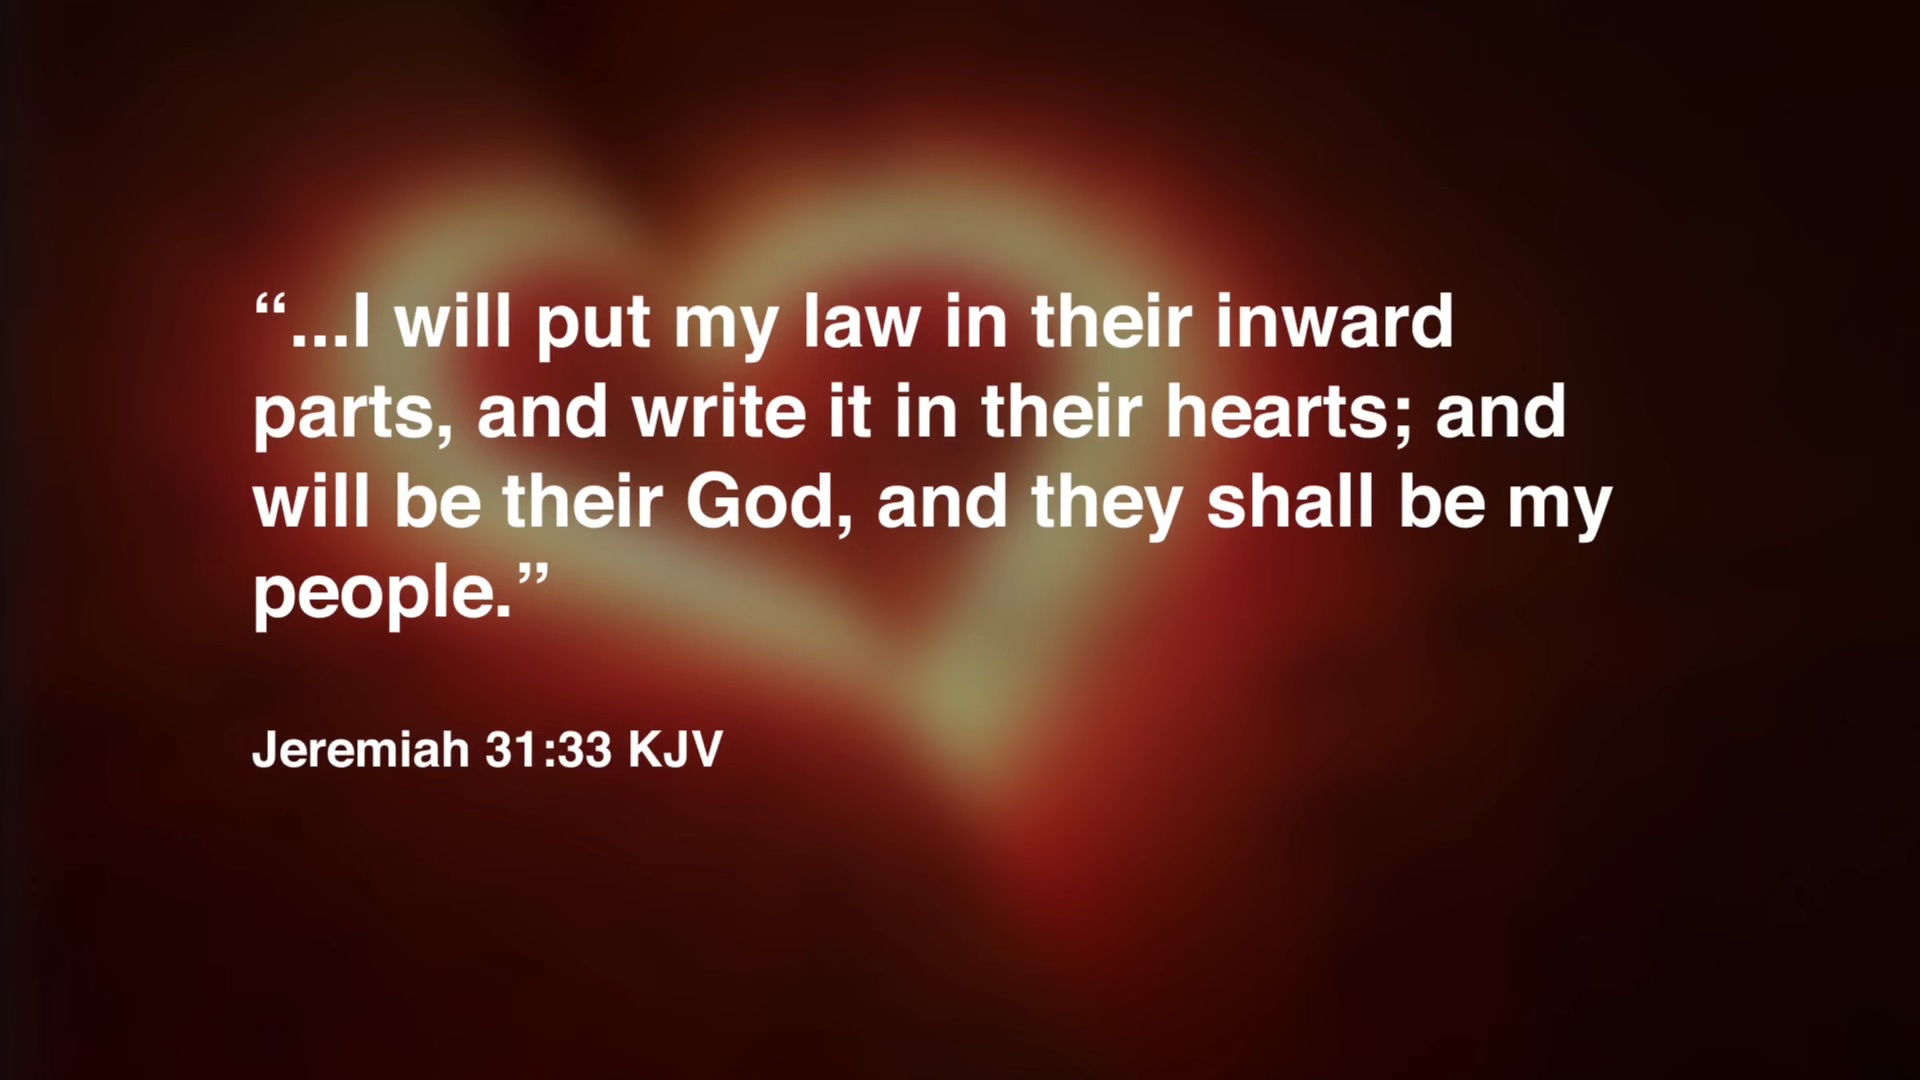 “...I will put my law in their inward
parts, and write it in their hearts; and
will be their God, and they shall be my
people.”
Jeremiah 31:33 KJV